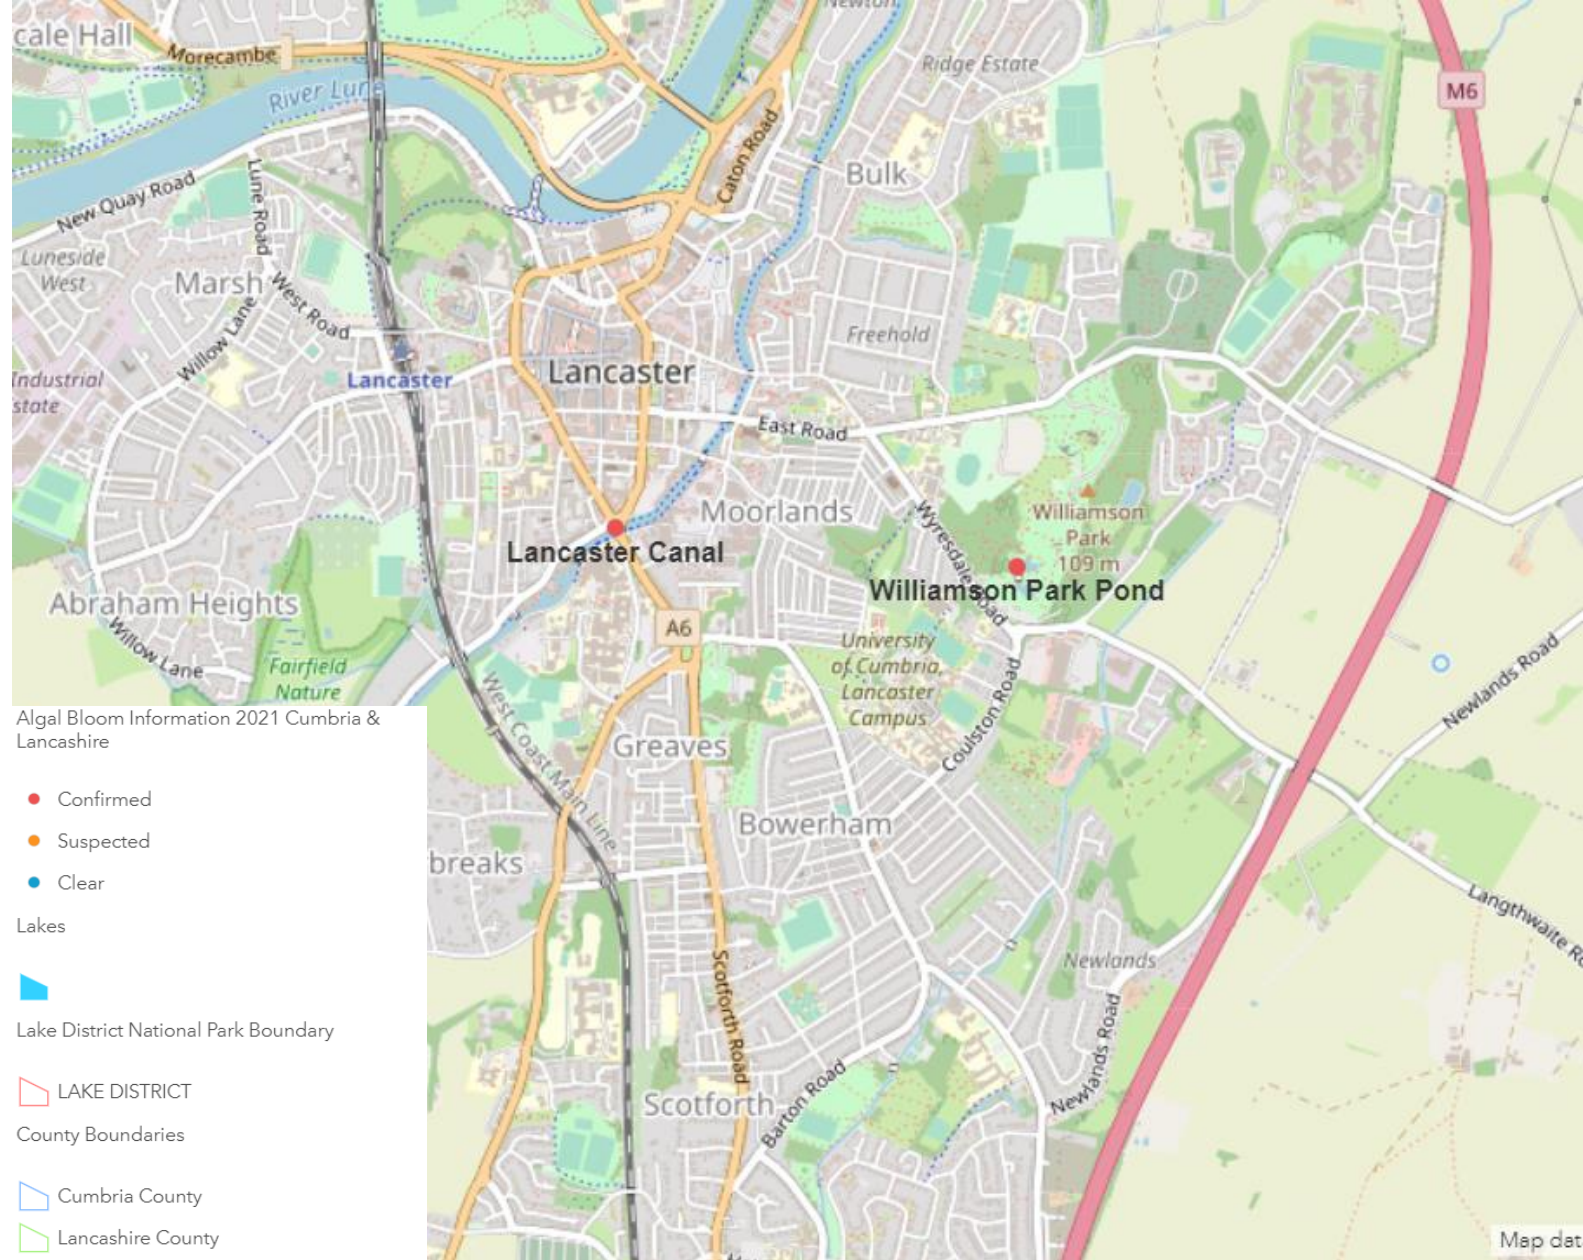 cale Hall
Morecambe
River Lune
Newton
Ridge Estate
M6
Caton Road
Bulk
New Quay Road
Lune Road
Luneside
West
Marsh
West Road
Willow Lane
Freehold
Industrial
state
Lancaster
Lancaster
East Road
Moorlands
Wyresdale Road
Williamson
Park
109 m
Lancaster Canal
Williamson Park Pond
Abraham Heights
Willow Lane
Fairfield
Nature
A6
University
of Cumbria,
Lancaster
Campus
Coulston Road
Newlands Road
West Coast Main Line
Greaves
Bowerham
breaks
Langthwaite Ro
Newlands
Scotforth Road
Newlands Road
Barton Road
Scotforth
Map dat
Algal Bloom Information 2021 Cumbria &
Lancashire
Confirmed
Suspected
Clear
Lakes
Lake District National Park Boundary
LAKE DISTRICT
County Boundaries
Cumbria County
Lancashire County